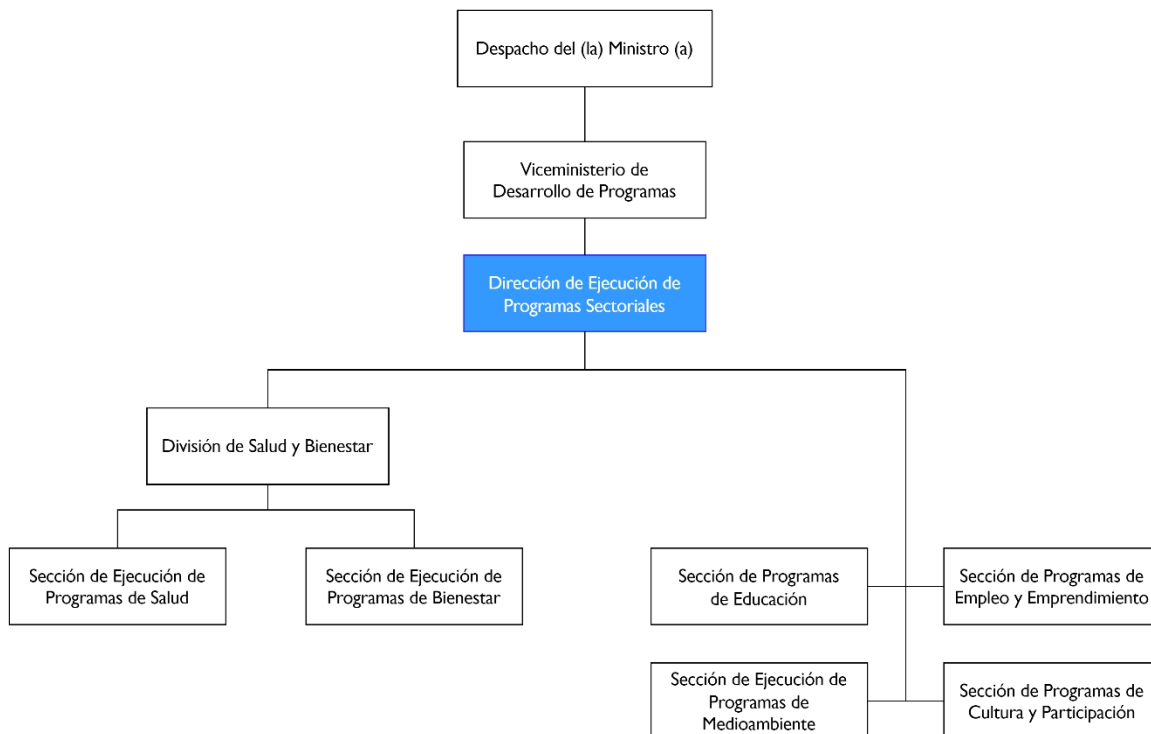 Despacho del (la) Ministro (a)
Viceministerio de
Desarrollo de Programas
Dirección de Ejecución de
Programas Sectoriales
División de Salud y Bienestar
Sección de Ejecución de
Programas de Salud
Sección de Ejecución de
Programas de Bienestar
Sección de Programas
de Educación
Sección de Programas de
Empleo y Emprendimiento
Sección de Ejecución de
Programas de
Medioambiente
Sección de Programas de
Cultura y Participación